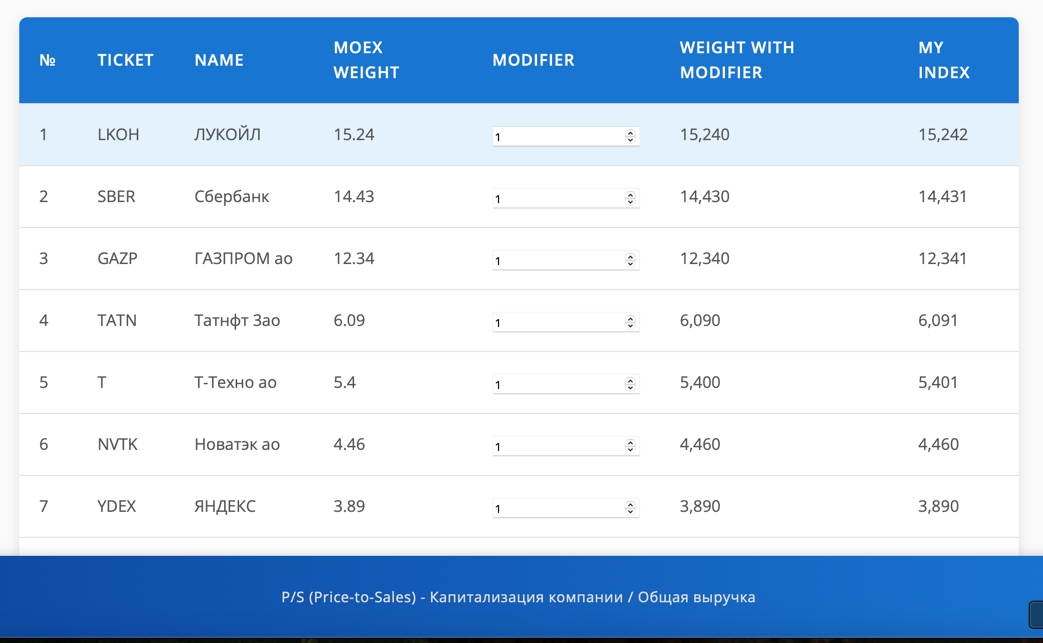 № TICKET NAME MOEX WEIGHT MODIFIER WEIGHT WITH MODIFIER MY INDEX
1 LKOH ЛУКОЙЛ 15.24 1 15,240 15,242
2 SBER Сбербанк 14.43 1 14,430 14,431
3 GAZP ГАЗПРОМ ао 12.34 1 12,340 12,341
4 TATN Татнфт 3ао 6.09 1 6,090 6,091
5 T Т-Техно ао 5.4 1 5,400 5,401
6 NVTK Новатэк ао 4.46 1 4,460 4,460
7 YDEX ЯНДЕКС 3.89 1 3,890 3,890
P/S (Price-to-Sales) - Капитализация компании / Общая выручка